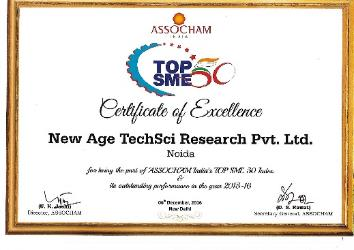 ASSOCHAM
INDIA
TOP
SME 50
Certificate of Excellence
New Age TechSci Research Pvt. Ltd.
Noida
for being the part of ASSOCHAM India's TOP SME 50 Index
&
its outstanding performance in the year 2015-16
06th December, 2016
New Delhi
Director, ASSOCHAM
(D. S. Rawat)
Secretary General, ASSOCHAM